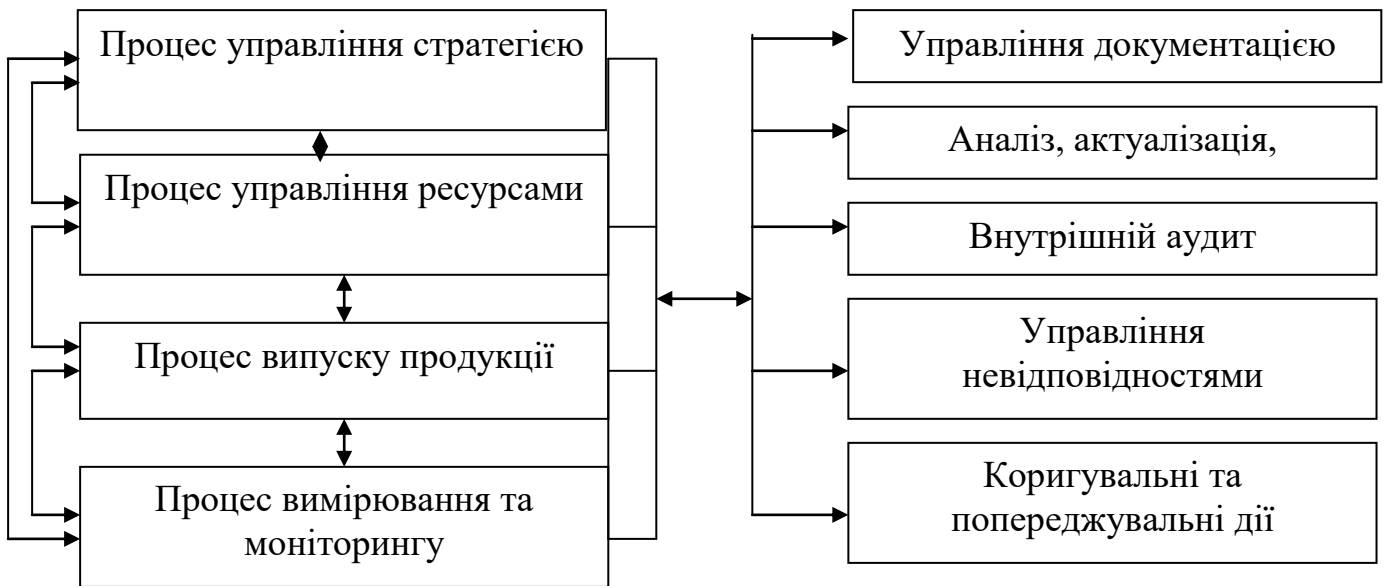 Процес управління стратегією
Процес управління ресурсами
Процес випуску продукції
Процес вимірювання та
моніторингу
Управління документацією
Аналіз, актуалізація,
Внутрішній аудит
Управління
невідповідностями
Коригувальні та
попереджувальні дії